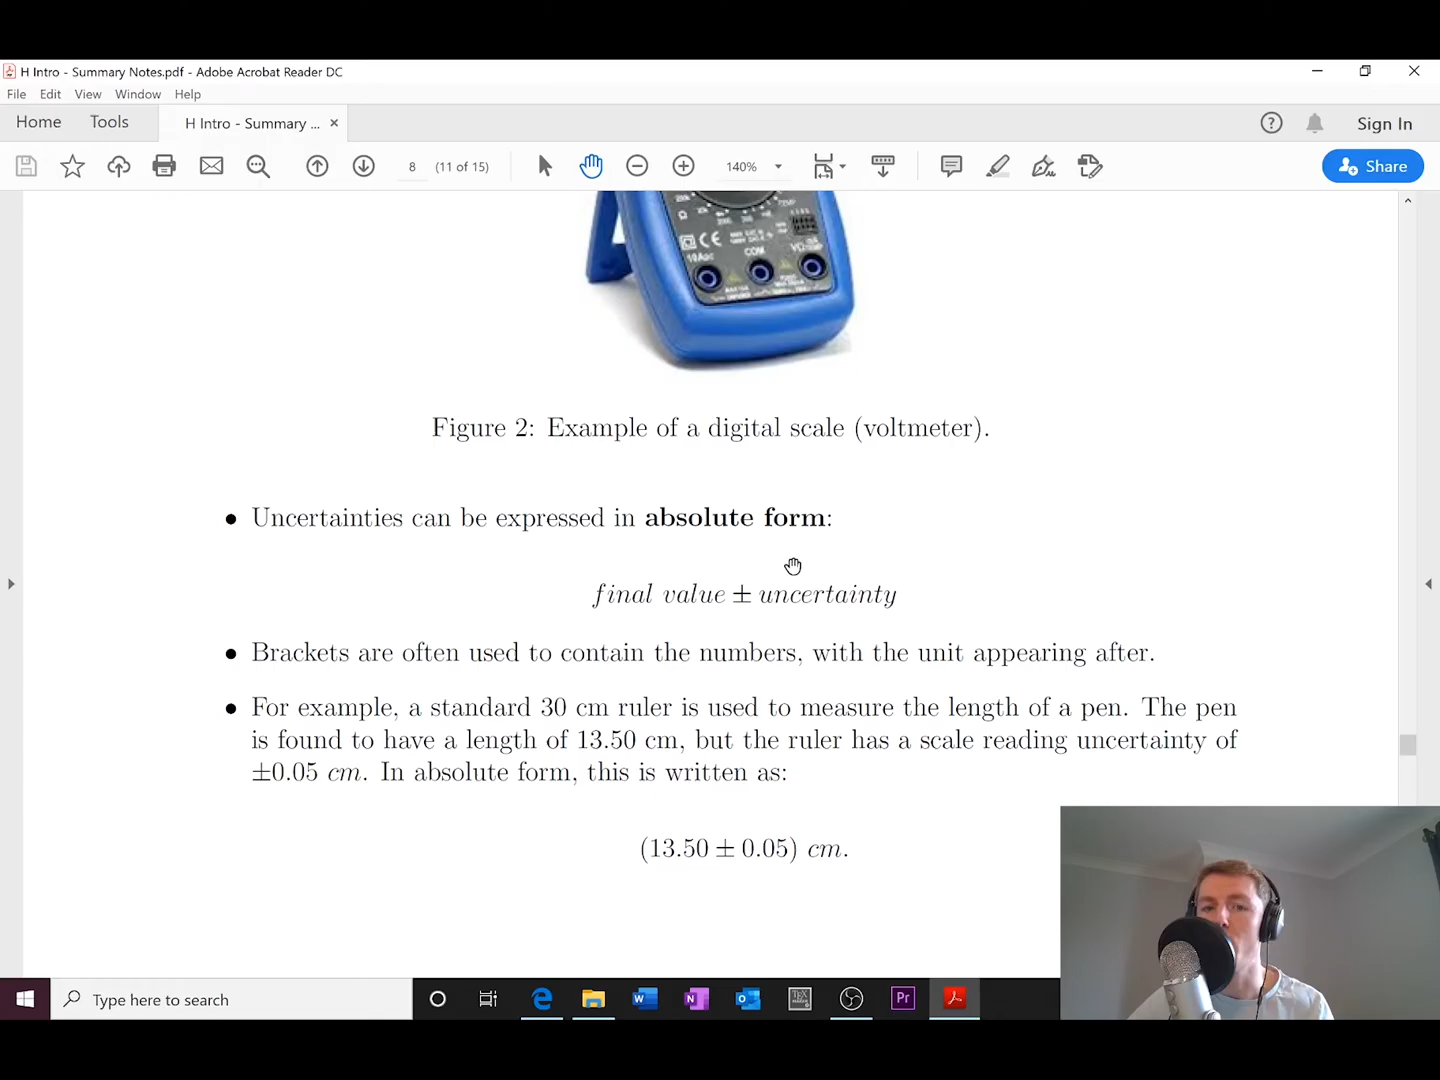 H Intro - Summary Notes.pdf - Adobe Acrobat Reader DC
File Edit View Window Help
Home Tools H Intro - Summary ... × Sign In
8 (11 of 15) 140% Share
10Aᴅᴄ COM
CE
Figure 2: Example of a digital scale (voltmeter).
• Uncertainties can be expressed in absolute form:
final value ± uncertainty
• Brackets are often used to contain the numbers, with the unit appearing after.
• For example, a standard 30 cm ruler is used to measure the length of a pen. The pen
is found to have a length of 13.50 cm, but the ruler has a scale reading uncertainty of
±0.05 cm. In absolute form, this is written as:
(13.50 ± 0.05) cm.
Type here to search